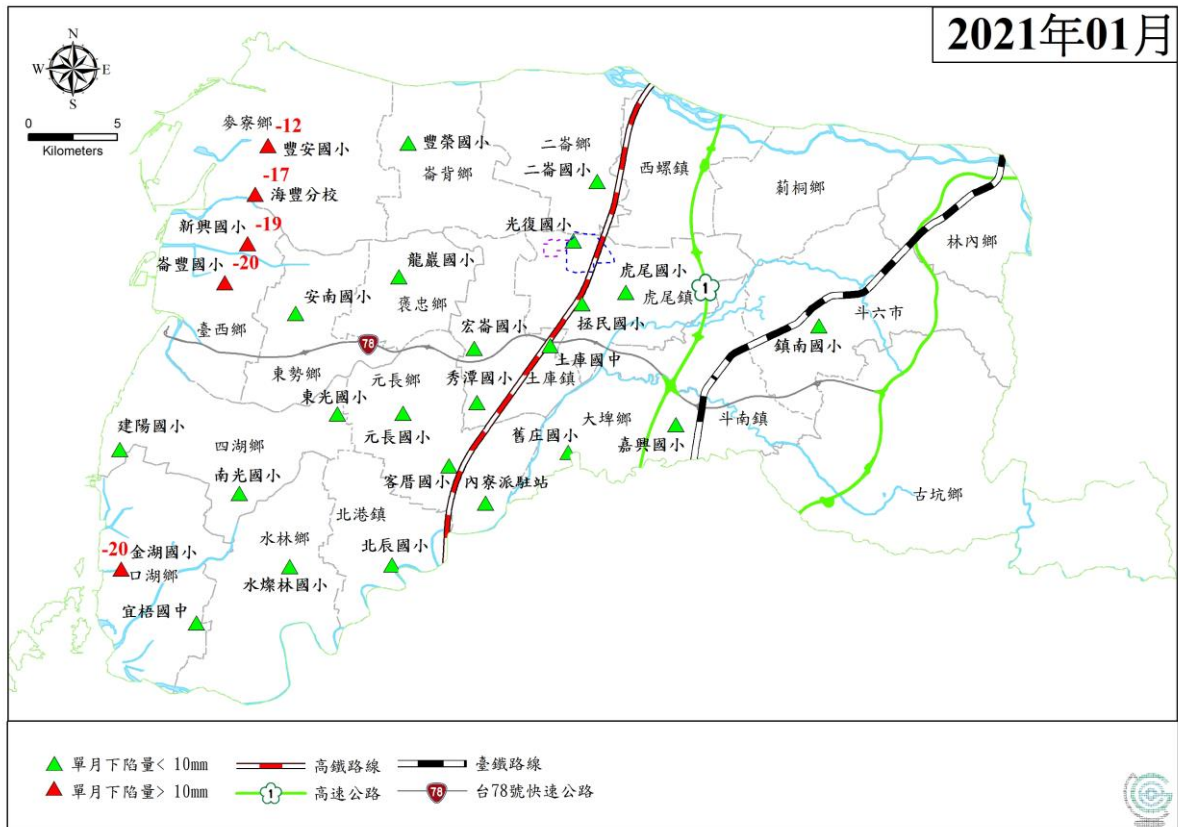 2021年01月
N
W E
S
0 5
Kilometers
麥寮鄉
-12
豐安國小
-17
海豐分校
新興國小
-19
崙豐國小
-20
豐榮國小
崙背鄉
二崙鄉
二崙國小
西螺鎮
莿桐鄉
林內鄉
光復國小
龍巖國小
褒忠鄉
安南國小
虎尾國小
虎尾鎮
1
拯民國小
斗六市
鎮南國小
臺西鄉
78
宏崙國小
土庫國中
土庫鎮
東勢鄉
元長鄉
秀潭國小
東光國小
元長國小
大埤鄉
斗南鎮
嘉興國小
舊庄國小
建陽國小
四湖鄉
南光國小
客厝國小
內寮派駐站
古坑鄉
北港鎮
水林鄉
北辰國小
-20
金湖國小
口湖鄉
水燦林國小
宜梧國中
單月下陷量< 10mm
高鐵路線
臺鐵路線
單月下陷量> 10mm
1
高速公路
78
台78號快速公路